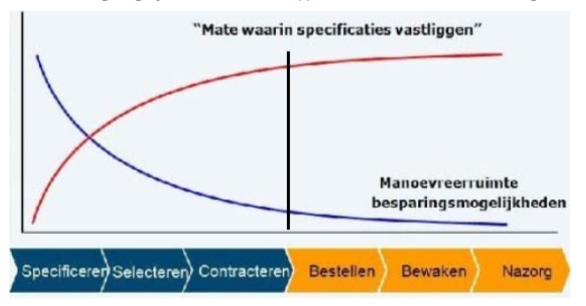 “Mate waarin specificaties vastliggen”
Manoevreerruimte
besparingsmogelijkheden
Specificeren Selecteren Contracteren Bestellen Bewaken Nazorg